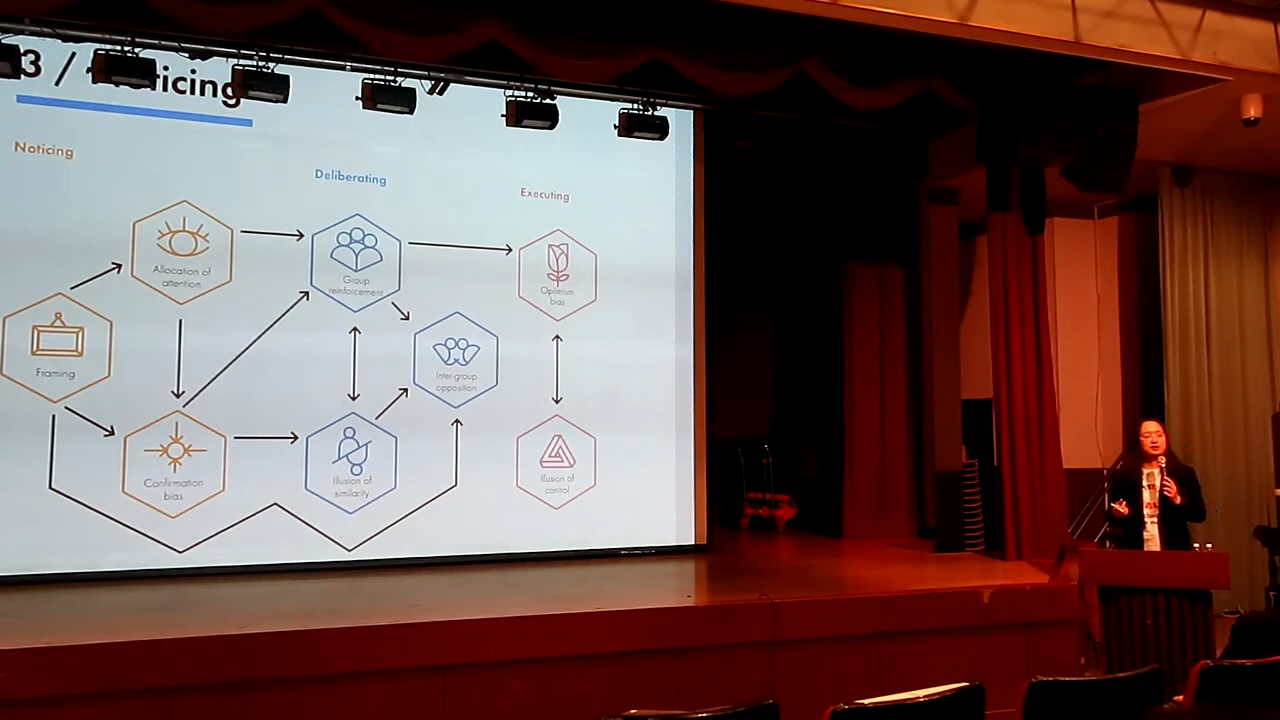 3 / Noticing
Noticing
Deliberating
Executing
Allocation of
attention
Group
reinforcement
Optimism
bias
Framing
Inter-group
opposition
Confirmation
bias
Illusion of
similarity
Illusion of
control